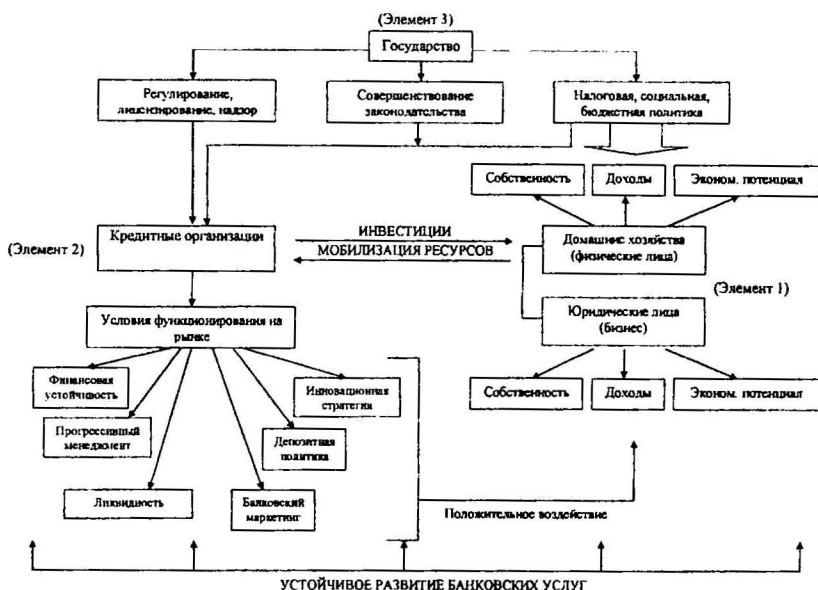 (Элемент 3)
Государство
Регулирование,
лицензирование, надзор
Совершенствование
законодательства
Налоговая, социальная,
бюджетная политика
Собственность
Доходы
Эконом. потенциал
(Элемент 2)
Кредитные организации
ИНВЕСТИЦИИ
МОБИЛИЗАЦИЯ РЕСУРСОВ
Домашние хозяйства
(физические лица)
(Элемент 1)
Юридические лица
(бизнес)
Условия функционирования на
рынке
Собственность
Доходы
Эконом. потенциал
Финансовая
устойчивость
Инновационная
стратегия
Прогрессивный
менеджмент
Депозитная
политика
Ликвидность
Банковский
маркетинг
Положительное воздействие
УСТОЙЧИВОЕ РАЗВИТИЕ БАНКОВСКИХ УСЛУГ